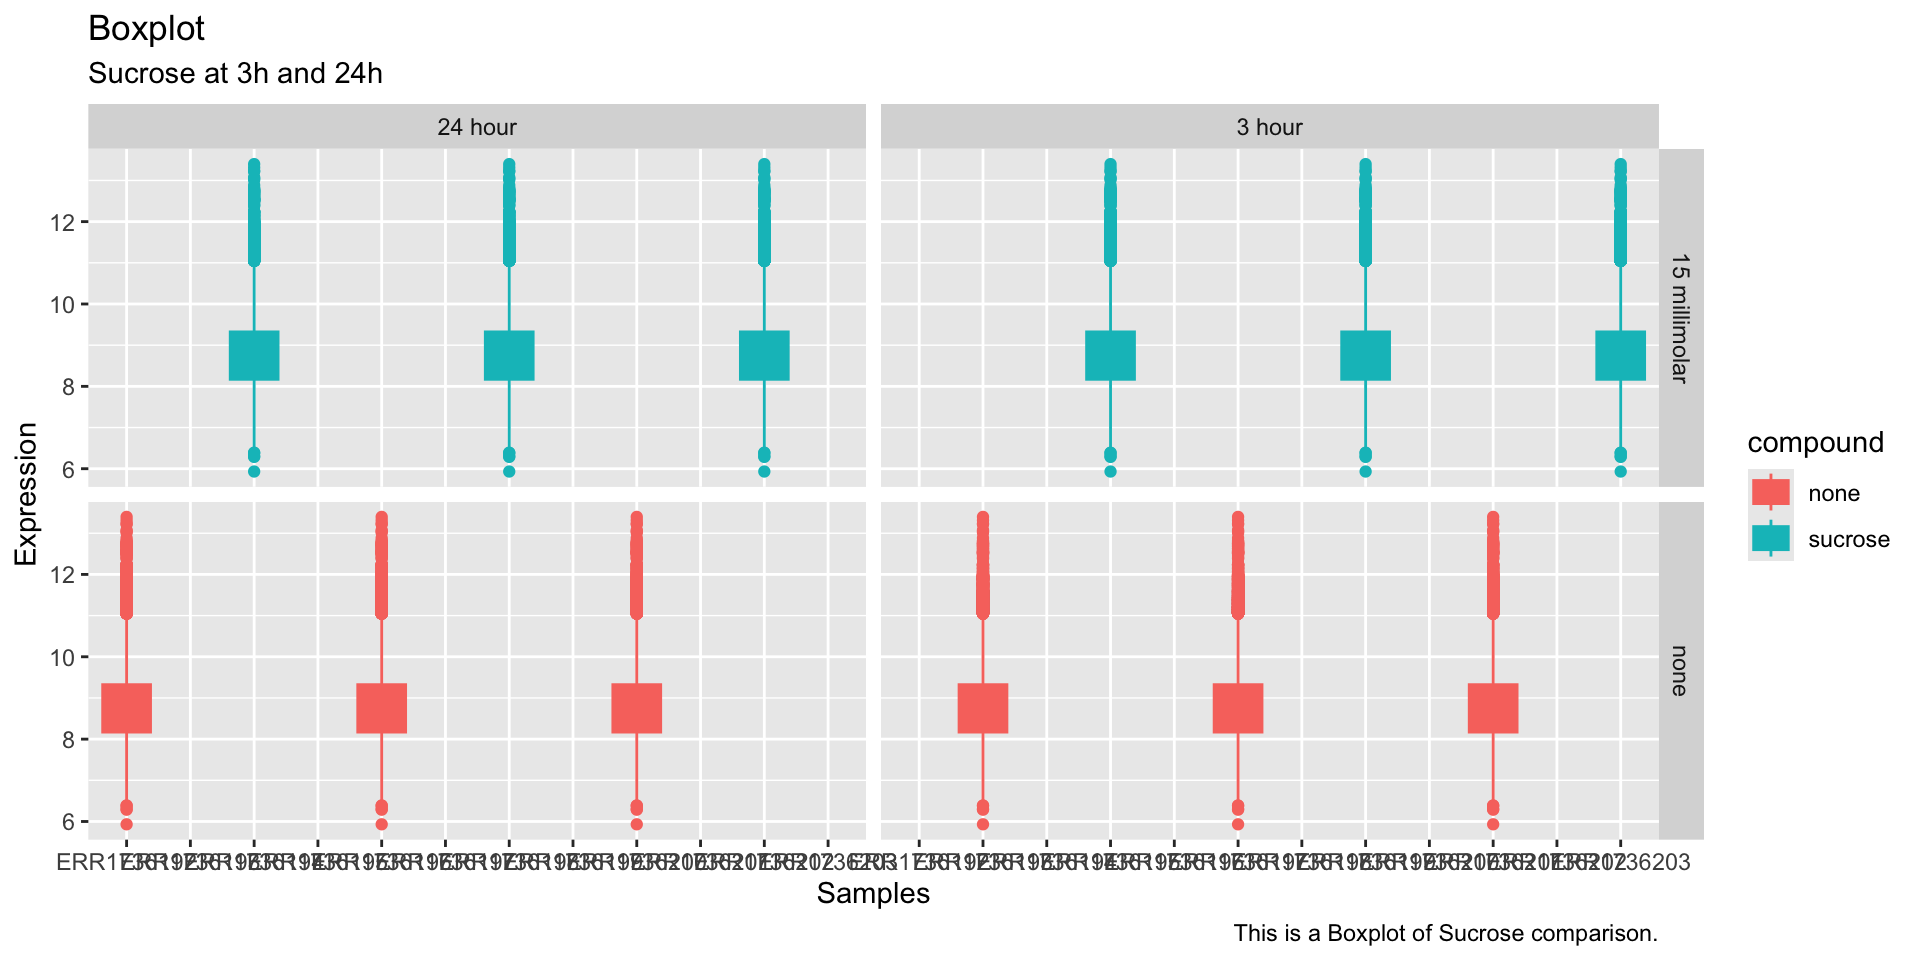 Boxplot
Sucrose at 3h and 24h
24 hour
3 hour
12
10
8
6
15 millimolar
12
10
8
6
none
Expression
Samples
compound
none
sucrose
This is a Boxplot of Sucrose comparison.